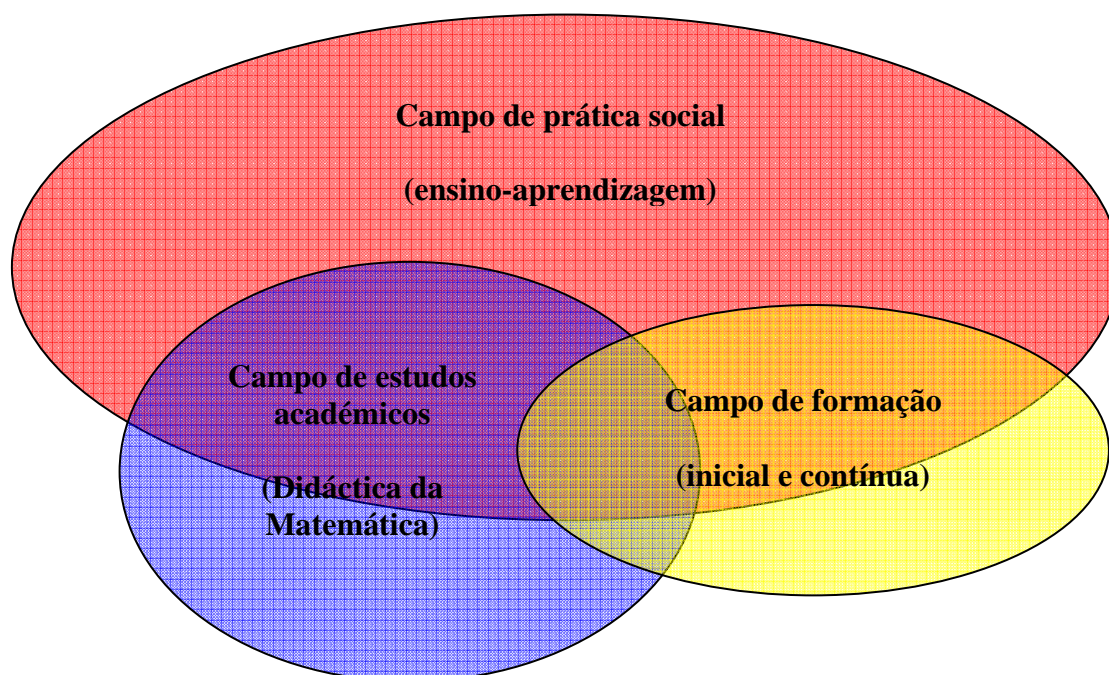 Campo de prática social
(ensino-aprendizagem)
Campo de estudos
académicos
(Didáctica da
Matemática)
Campo de formação
(inicial e contínua)